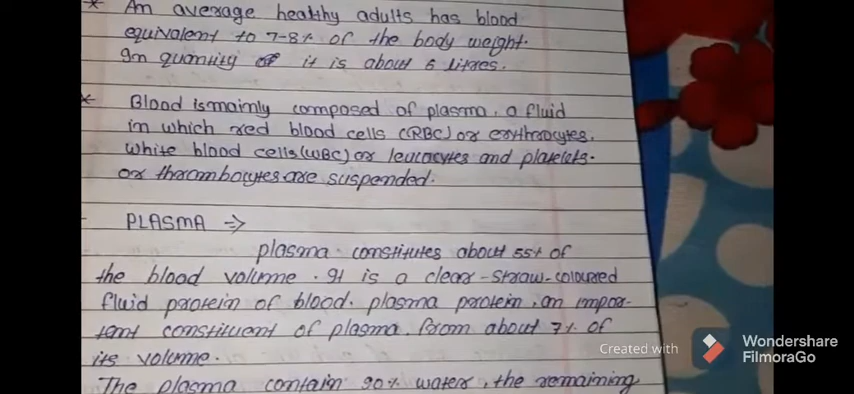 * An average healthy adults has blood
equivalent to 7-8% of the body weight.
In quantity of it is about 5 litres.
* Blood is mainly composed of plasma, a fluid
in which red blood cells (RBC) or erythrocytes,
White blood cells (WBC) or leucocytes and platelets.
or thrombocytes are suspended.
- PLASMA ⇒
plasma constitutes about 55% of
the blood volume. It is a clear-straw-coloured
fluid protein of blood. plasma protein, an impor-
tent constituent of plasma. from about 7% of
its volume.
The plasma contain 90% water, the remaining
Created with
Wondershare
FilmoraGo